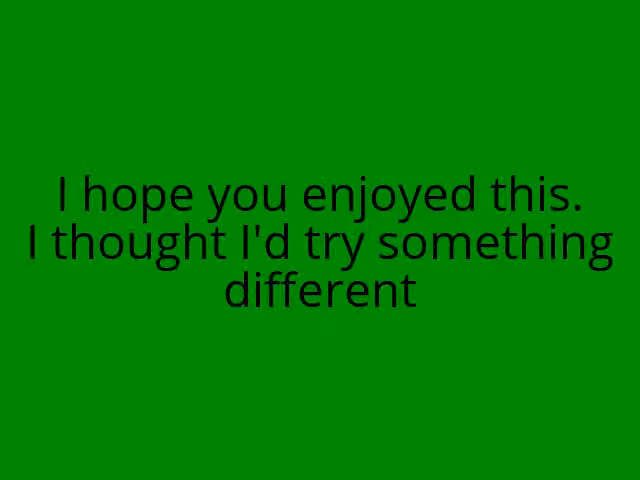 I hope you enjoyed this.
I thought I'd try something
different